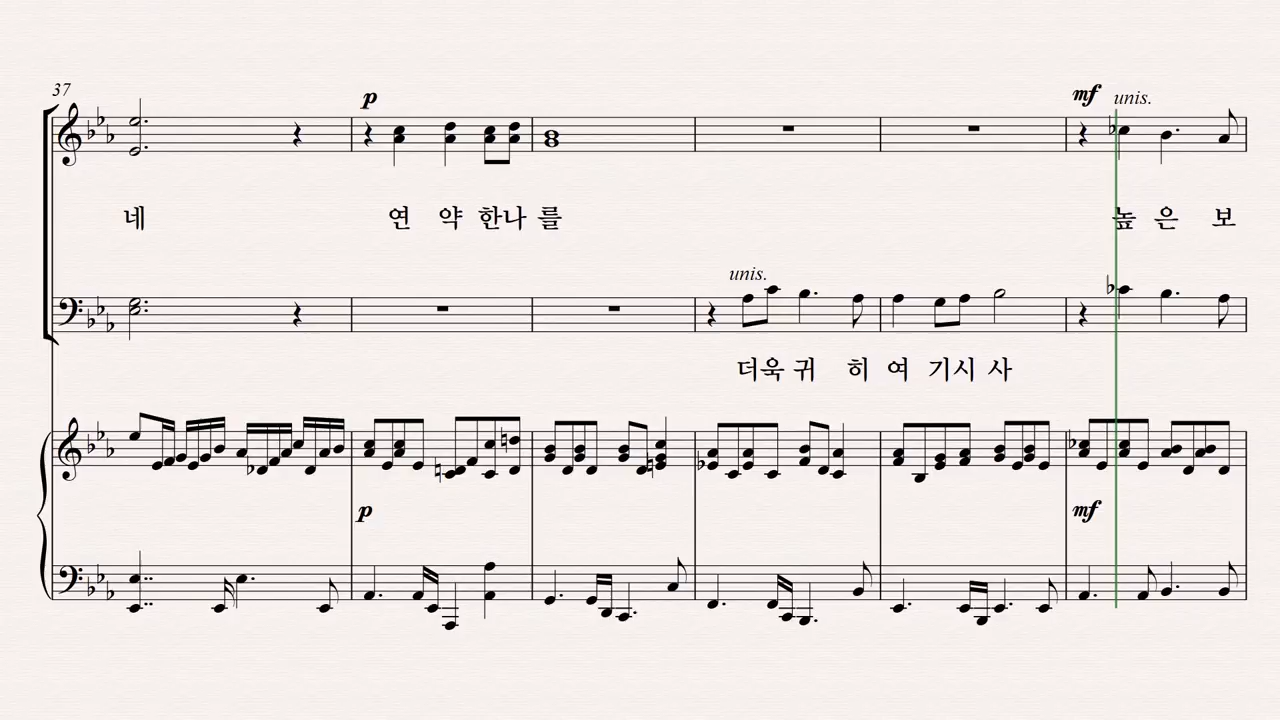 37
p
mf unis.
네 연 약 한나 를 높 은 보
unis.
더욱 귀 히 여 기시 사
p mf